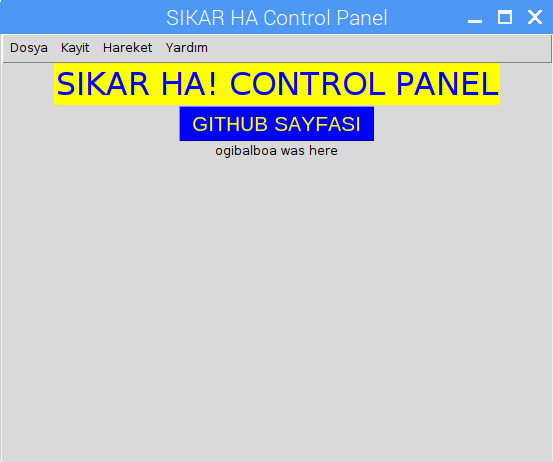 SIKAR HA Control Panel
Dosya Kayit Hareket Yardım
SIKAR HA! CONTROL PANEL
GITHUB SAYFASI
ogibalboa was here